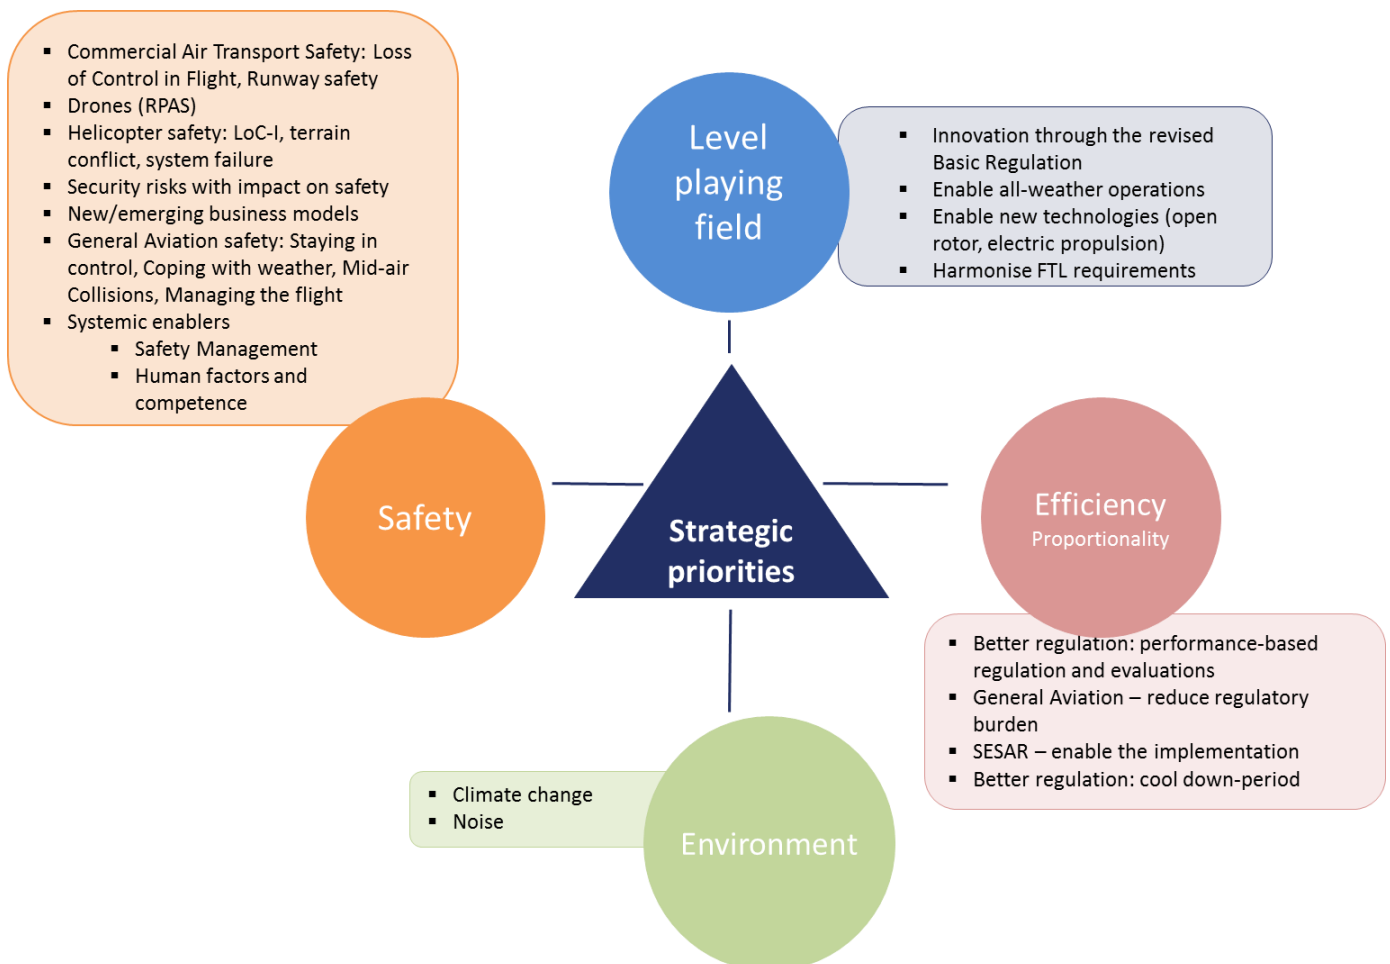 ▪ Commercial Air Transport Safety: Loss
of Control in Flight, Runway safety
▪ Drones (RPAS)
▪ Helicopter safety: LoC-I, terrain
conflict, system failure
▪ Security risks with impact on safety
▪ New/emerging business models
▪ General Aviation safety: Staying in
control, Coping with weather, Mid-air
Collisions, Managing the flight
▪ Systemic enablers
▪ Safety Management
▪ Human factors and
competence
Level
playing
field
▪ Innovation through the revised
Basic Regulation
▪ Enable all-weather operations
▪ Enable new technologies (open
rotor, electric propulsion)
▪ Harmonise FTL requirements
Safety
Strategic
priorities
Efficiency
Proportionality
▪ Better regulation: performance-based
regulation and evaluations
▪ General Aviation – reduce regulatory
burden
▪ SESAR – enable the implementation
▪ Better regulation: cool down-period
▪ Climate change
▪ Noise
Environment